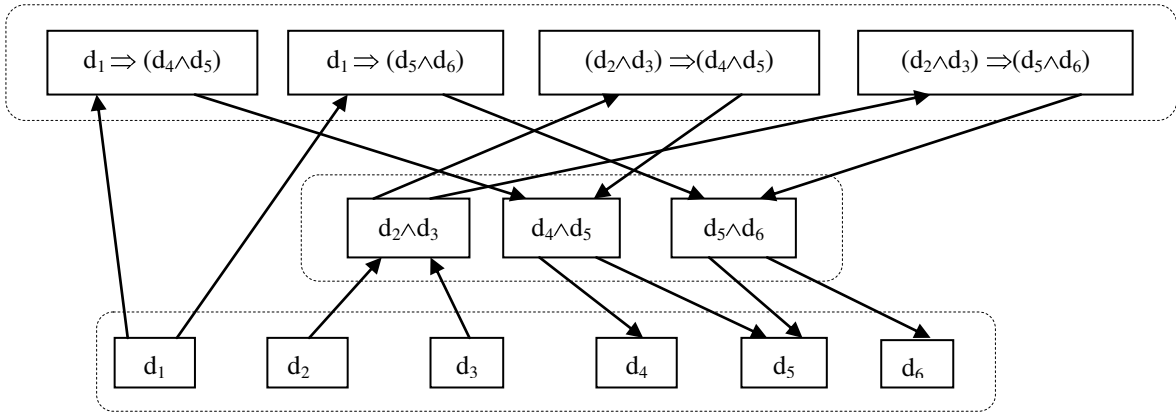 d₁ ⇒ (d₄∧d₅) d₁ ⇒ (d₅∧d₆) (d₂∧d₃) ⇒(d₄∧d₅) (d₂∧d₃) ⇒(d₅∧d₆)
d₂∧d₃ d₄∧d₅ d₅∧d₆
d₁ d₂ d₃ d₄ d₅ d₆